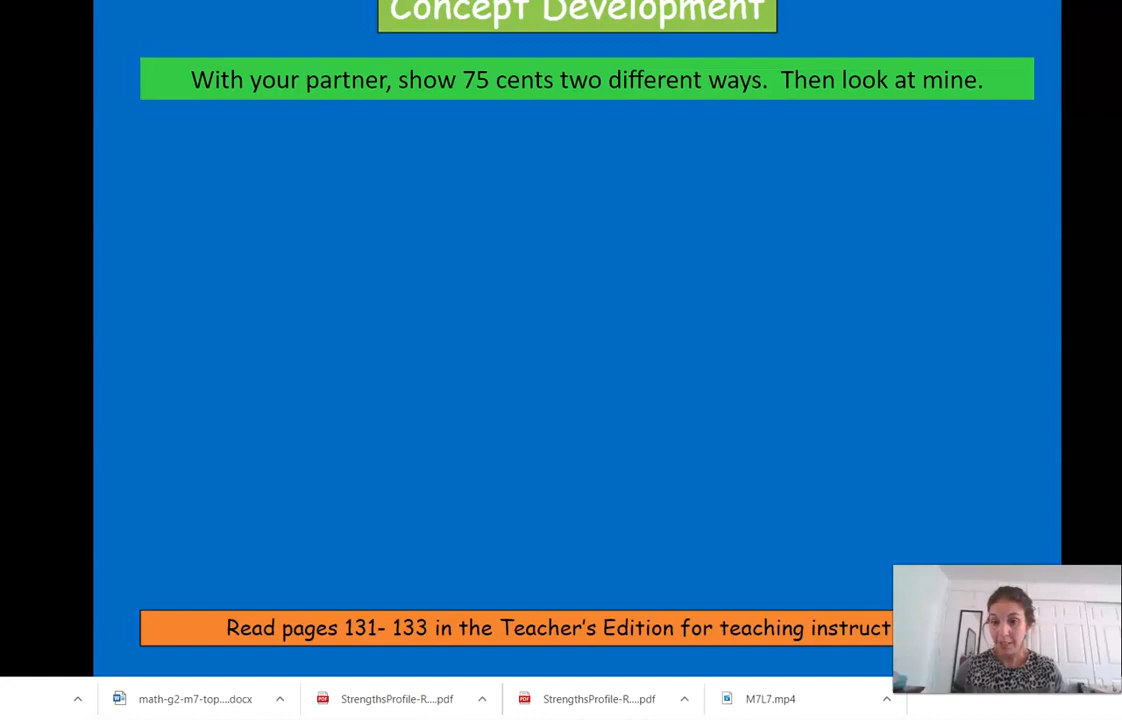 Concept Development
With your partner, show 75 cents two different ways. Then look at mine.
Read pages 131- 133 in the Teacher's Edition for teaching instruct
math-g2-m7-top....docx
StrengthsProfile-R....pdf
StrengthsProfile-R....pdf
M7L7.mp4